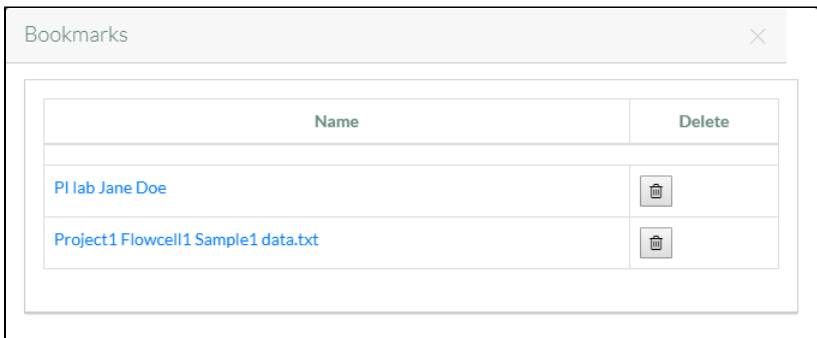 Bookmarks
Name Delete
PI lab Jane Doe
Project1 Flowcell1 Sample1 data.txt